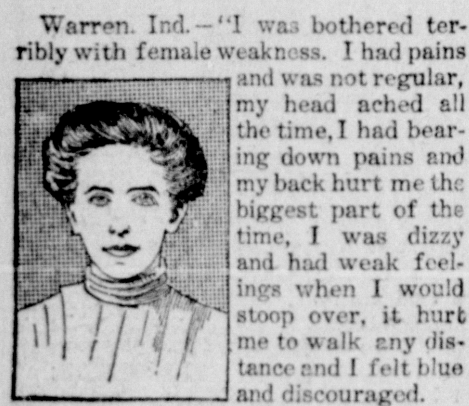 Warren. Ind. — "I was bothered ter-
ribly with female weakness. I had pains
and was not regular,
my head ached all
the time, I had bear-
ing down pains and
my back hurt me the
biggest part of the
time, I was dizzy
and had weak feel-
ings when I would
stoop over, it hurt
me to walk any dis-
tance and I felt blue
and discouraged.